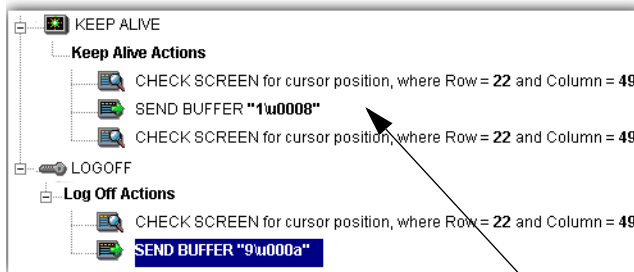 KEEP ALIVE
Keep Alive Actions
CHECK SCREEN for cursor position, where Row = 22 and Column = 49
SEND BUFFER "1\u0008"
CHECK SCREEN for cursor position, where Row = 22 and Column = 49
LOGOFF
Log Off Actions
CHECK SCREEN for cursor position, where Row = 22 and Column = 49
SEND BUFFER "9\u000a"